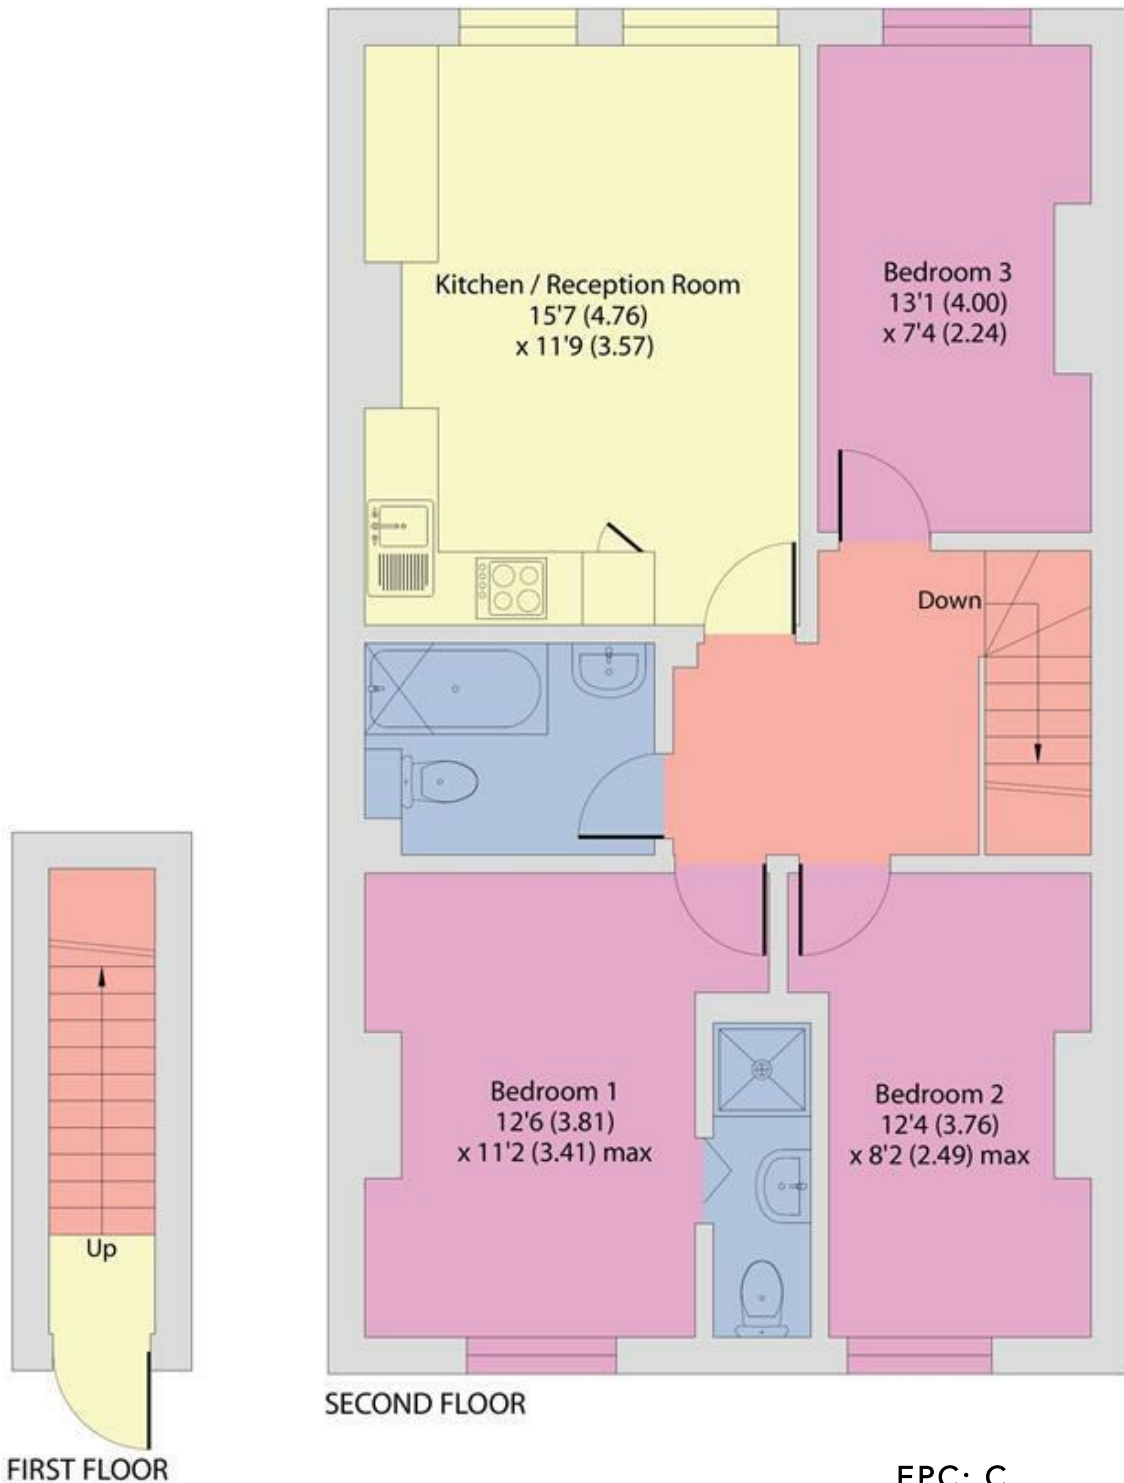 Kitchen / Reception Room
15'7 (4.76)
x 11'9 (3.57)
Bedroom 3
13'1 (4.00)
x 7'4 (2.24)
Down
Bedroom 1
12'6 (3.81)
x 11'2 (3.41) max
Bedroom 2
12'4 (3.76)
x 8'2 (2.49) max
Up
SECOND FLOOR
FIRST FLOOR
EPC: C